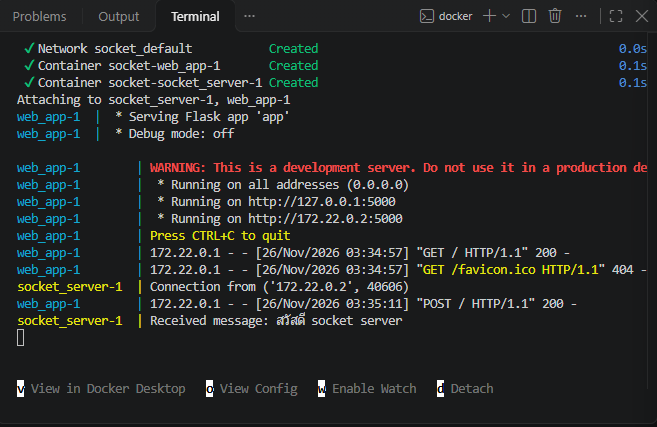 Problems Output Terminal ··· docker
✓ Network socket_default Created 0.0s
✓ Container socket-web_app-1 Created 0.1s
✓ Container socket-socket_server-1 Created 0.1s
Attaching to socket_server-1, web_app-1
web_app-1 | * Serving Flask app 'app'
web_app-1 | * Debug mode: off
web_app-1 | WARNING: This is a development server. Do not use it in a production de
web_app-1 | * Running on all addresses (0.0.0.0)
web_app-1 | * Running on http://127.0.0.1:5000
web_app-1 | * Running on http://172.22.0.2:5000
web_app-1 | Press CTRL+C to quit
web_app-1 | 172.22.0.1 - - [26/Nov/2026 03:34:57] "GET / HTTP/1.1" 200 -
web_app-1 | 172.22.0.1 - - [26/Nov/2026 03:34:57] "GET /favicon.ico HTTP/1.1" 404 -
socket_server-1 | Connection from ('172.22.0.2', 40606)
web_app-1 | 172.22.0.1 - - [26/Nov/2026 03:35:11] "POST / HTTP/1.1" 200 -
socket_server-1 | Received message: สวัสดี socket server
v View in Docker Desktop o View Config w Enable Watch d Detach